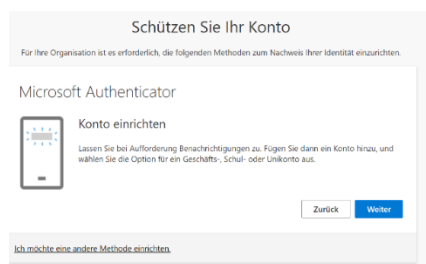 Schützen Sie Ihr Konto
Für Ihre Organisation ist es erforderlich, die folgenden Methoden zum Nachweis Ihrer Identität einzurichten.
Microsoft Authenticator
Konto einrichten
Lassen Sie bei Aufforderung Benachrichtigungen zu. Fügen Sie dann ein Konto hinzu, und
wählen Sie die Option für ein Geschäfts-, Schul- oder Unikonto aus.
Zurück Weiter
Ich möchte eine andere Methode einrichten.